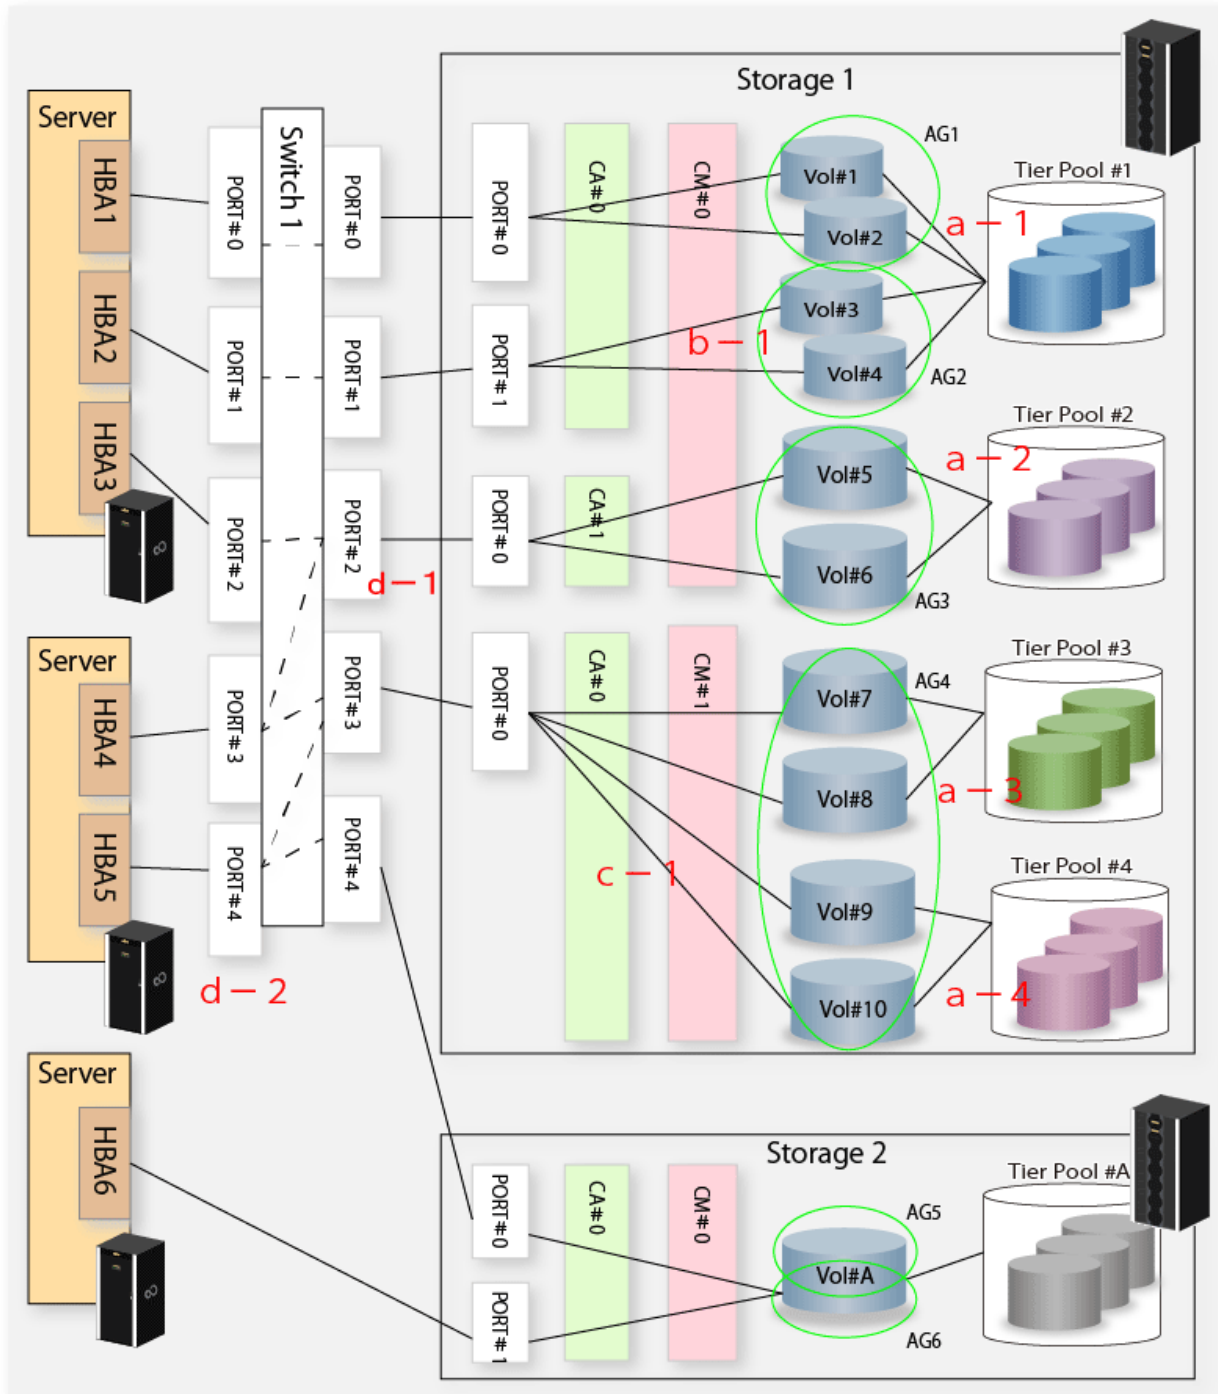 Storage 1
Server
HBA1
HBA2
HBA3
Switch 1
PORT#0
PORT#1
PORT#2
PORT#3
PORT#4
PORT#0
PORT#1
PORT#2
PORT#3
PORT#4
d-1
d-2
Server
HBA4
HBA5
Server
HBA6
PORT#0
PORT#1
PORT#0
PORT#0
CA#0
CA#1
CA#0
CM#0
CM#1
b-1
c-1
AG1
Vol#1
Vol#2
Vol#3
Vol#4
AG2
Vol#5
Vol#6
AG3
Vol#7
AG4
Vol#8
Vol#9
Vol#10
Tier Pool #1
a-1
Tier Pool #2
a-2
Tier Pool #3
a-3
Tier Pool #4
a-4
Storage 2
PORT#0
PORT#1
CA#0
CM#0
AG5
Vol#A
AG6
Tier Pool #A